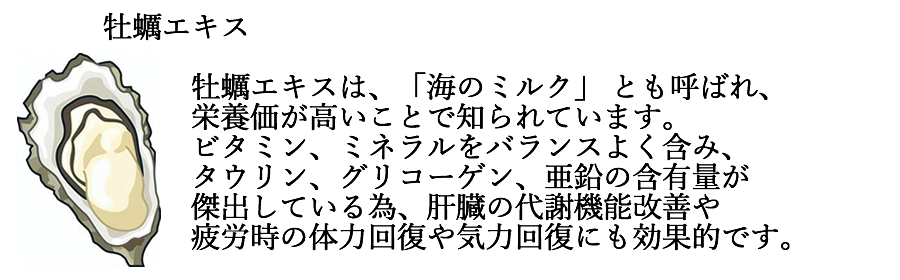 牡蠣エキス
牡蠣エキスは、「海のミルク」とも呼ばれ、
栄養価が高いことで知られています。
ビタミン、ミネラルをバランスよく含み、
タウリン、グリコーゲン、亜鉛の含有量が
傑出している為、肝臓の代謝機能改善や
疲労時の体力回復や気力回復にも効果的です。